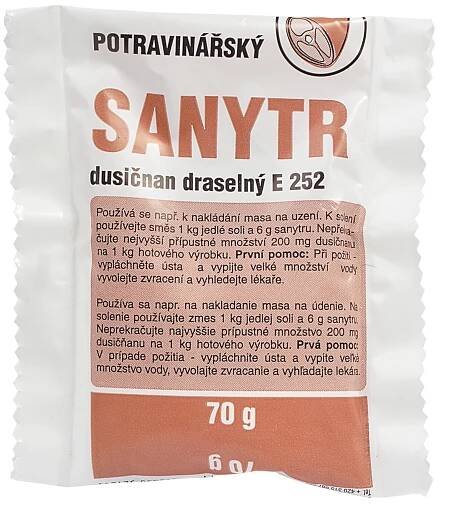 POTRAVINÁŘSKÝ
SANYTR
dusičnan draselný E 252
Používá se např. k nakládání masa na uzení. K solení
používejte směs 1 kg jedlé soli a 6 g sanytru. Nepřekra-
čujte nejvyšší přípustné množství 200 mg dusičnanu
na 1 kg hotového výrobku. První pomoc: Při požití -
vypláchněte ústa a vypijte velké množství vody
vyvolejte zvracení a vyhledejte lékaře.
Používa sa napr. na nakladanie masa na údenie. Na
solenie používajte zmes 1 kg jedlej soli a 6 g sanytru.
Neprekračujte najvyššie prípustné množstvo 200 mg
dusičňanu na 1 kg hotového výrobku. Prvá pomoc:
V prípade požitia - vypláchnite ústa a vypite veľké
množstvo vody, vyvolajte zvracanie a vyhľadajte lekára.
70 g
70 g